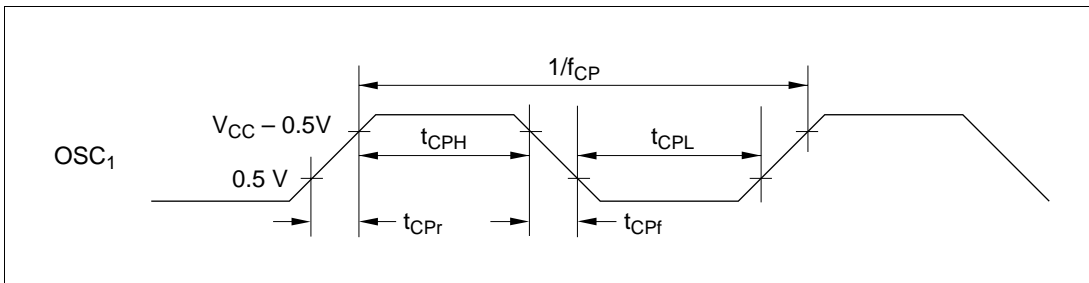 1/fCP
VCC – 0.5V
tCPH
tCPL
OSC1
0.5 V
tCPr
tCPf